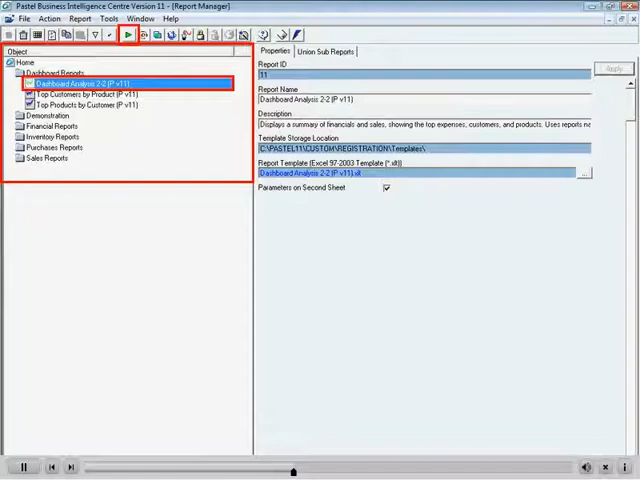 Pastel Business Intelligence Centre Version 11 - [Report Manager]
File Action Report Tools Window Help
Object
Home
Dashboard Reports
Dashboard Analysis 2-2 (P v11)
Top Customers by Product (P v11)
Top Products by Customer (P v11)
Demonstration
Financial Reports
Inventory Reports
Purchases Reports
Sales Reports
Properties Union Sub Reports
Report ID
11
Apply
Report Name
Dashboard Analysis 2-2 (P v11)
Description
Displays a summary of financials and sales, showing the top expenses, customers, and products. Uses reports na
Template Storage Location
C:\PASTEL11\CUSTOM\REGISTRATION\Templates\
Report Template (Excel 97-2003 Template (*.xlt))
Dashboard Analysis 2-2 (P v11).xlt
...
Parameters on Second Sheet